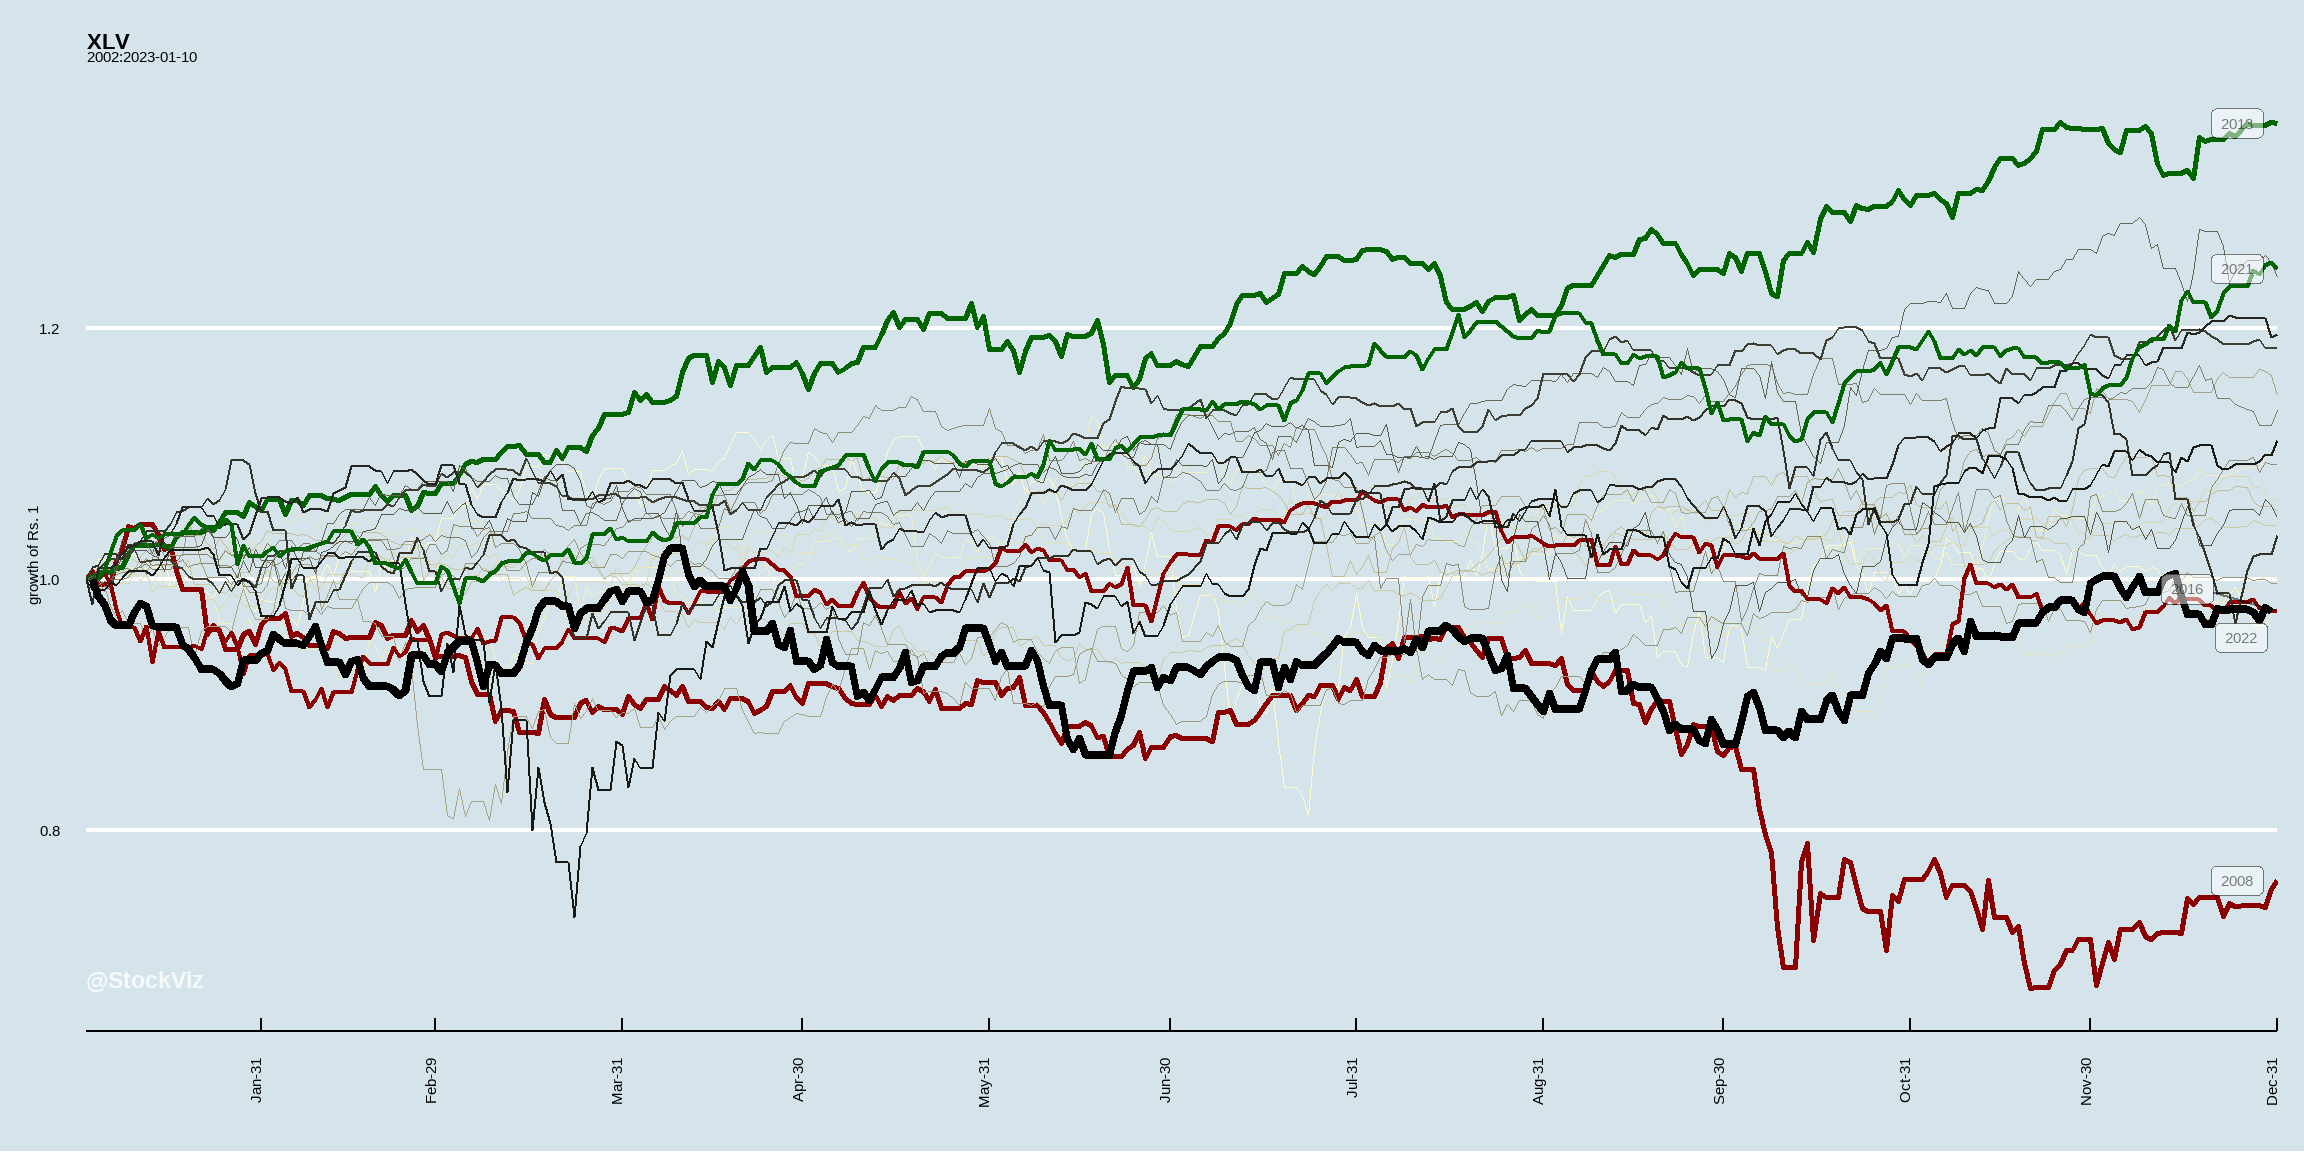 XLV
2002:2023-01-10
2013
2021
1.2
growth of Rs. 1
1.0
2016
2022
0.8
2008
@StockViz
Jan-31
Feb-29
Mar-31
Apr-30
May-31
Jun-30
Jul-31
Aug-31
Sep-30
Oct-31
Nov-30
Dec-31